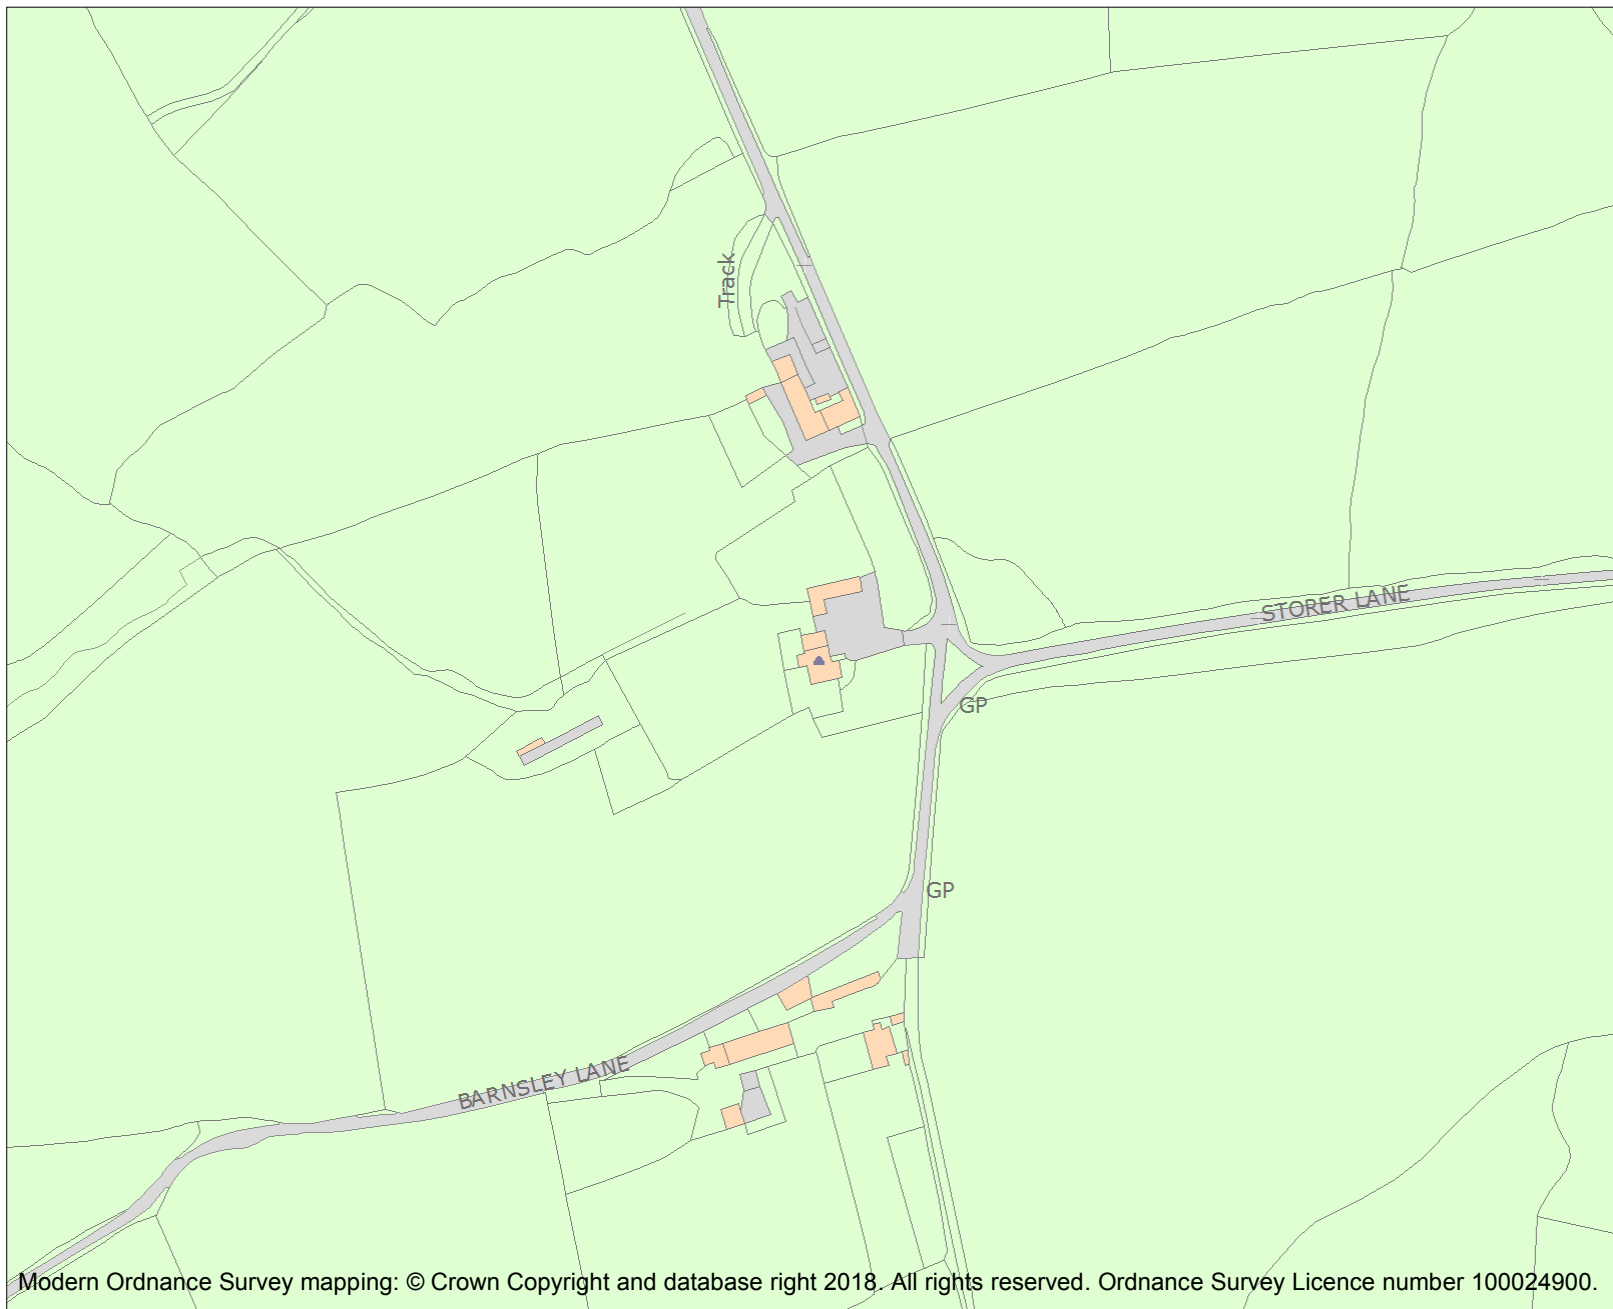 Track
STORER LANE
GP
GP
BARNSLEY LANE
Modern Ordnance Survey mapping: © Crown Copyright and database right 2018. All rights reserved. Ordnance Survey Licence number 100024900.